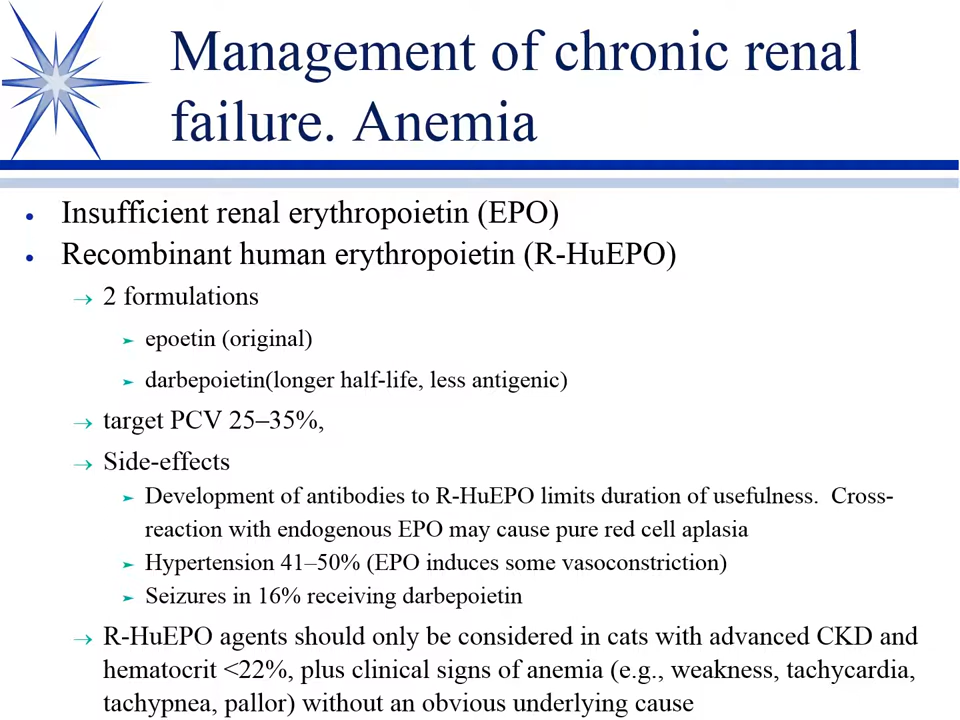 Management of chronic renal
failure. Anemia
• Insufficient renal erythropoietin (EPO)
• Recombinant human erythropoietin (R-HuEPO)
→ 2 formulations
➢ epoetin (original)
➢ darbepoietin(longer half-life, less antigenic)
→ target PCV 25–35%,
→ Side-effects
➢ Development of antibodies to R-HuEPO limits duration of usefulness.  Cross-
reaction with endogenous EPO may cause pure red cell aplasia
➢ Hypertension 41–50% (EPO induces some vasoconstriction)
➢ Seizures in 16% receiving darbepoietin
→ R-HuEPO agents should only be considered in cats with advanced CKD and
hematocrit <22%, plus clinical signs of anemia (e.g., weakness, tachycardia,
tachypnea, pallor) without an obvious underlying cause